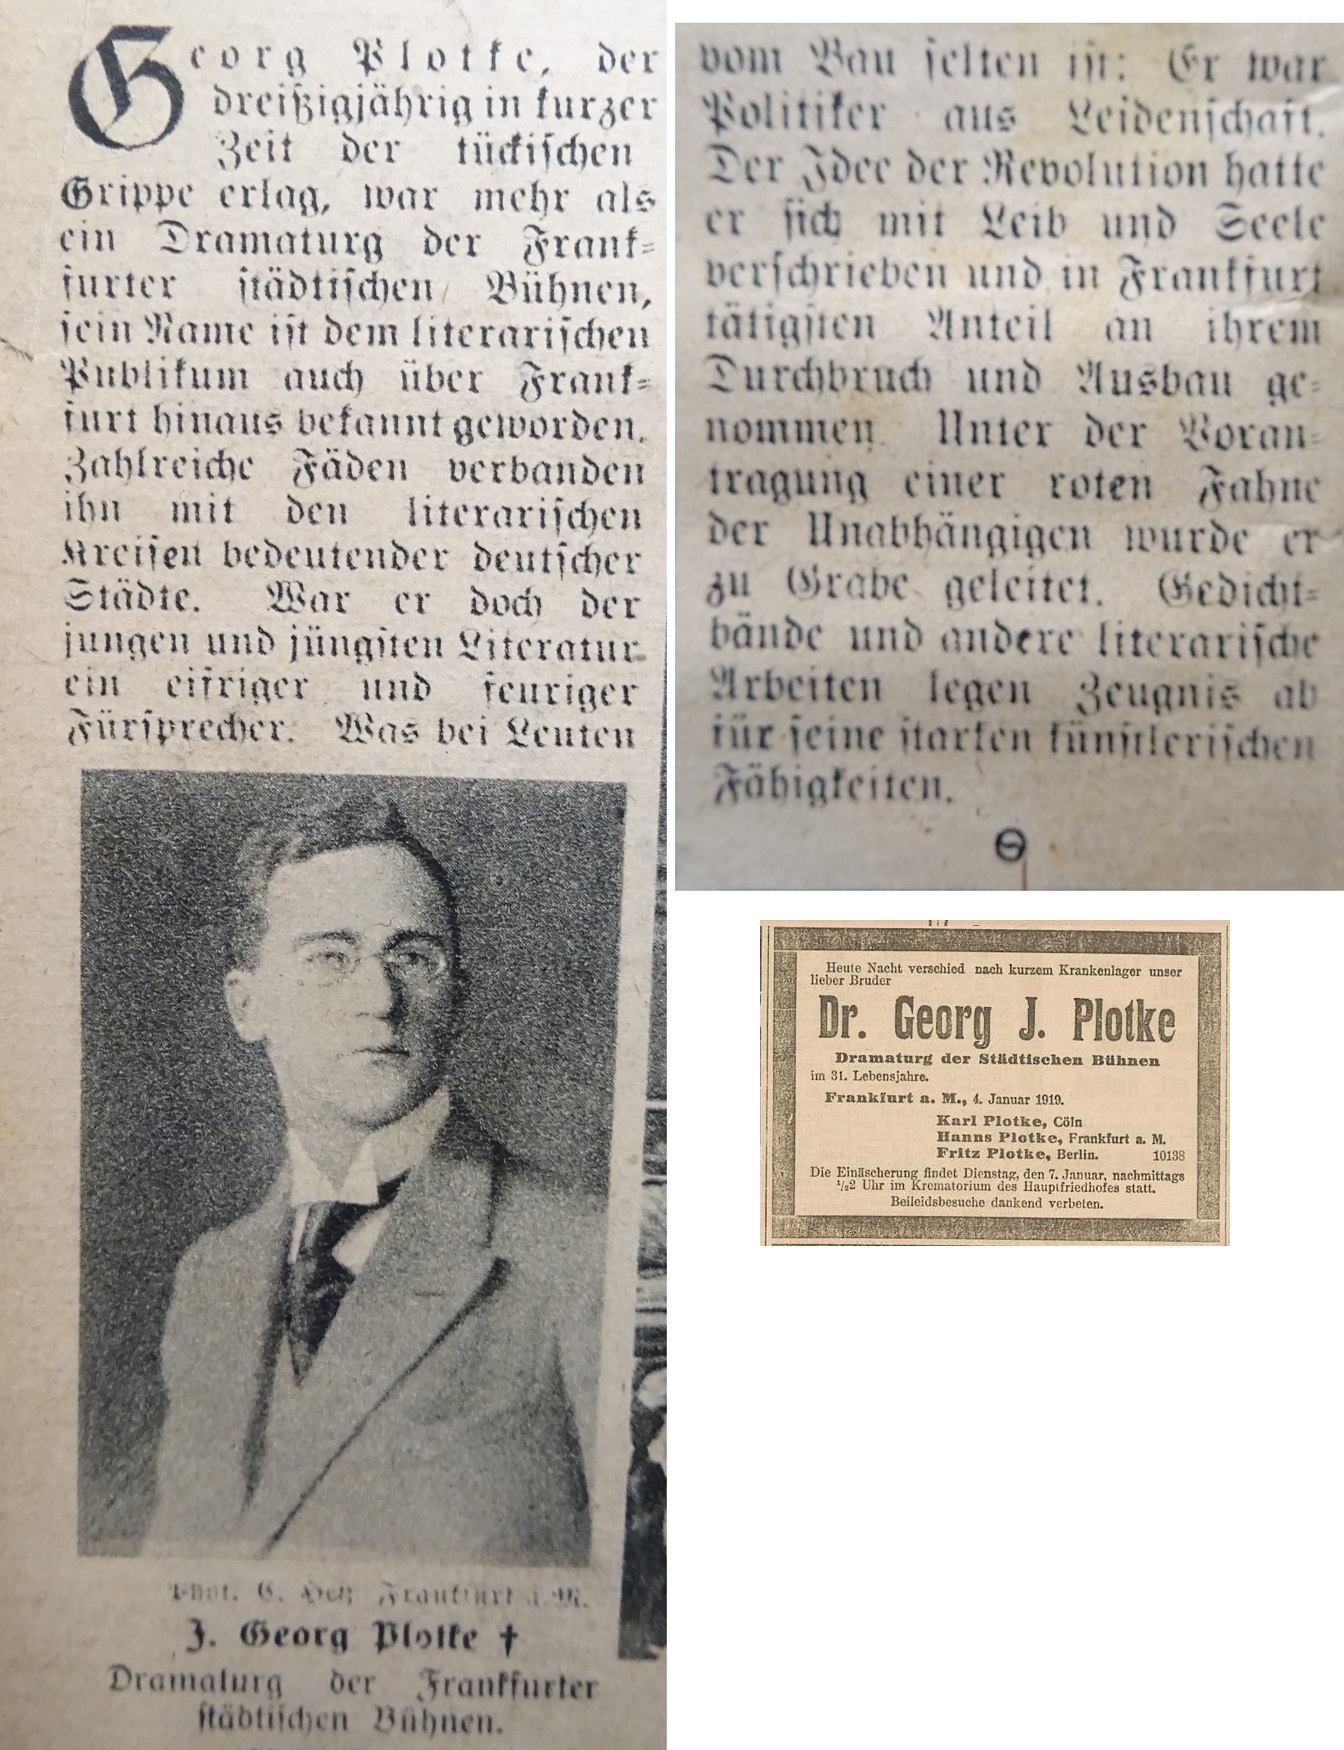 Georg Plotke, der
dreißigjährig in kurzer
Zeit der tückischen
Grippe erlag, war mehr als
ein Dramaturg der Frank=
furter städtischen Bühnen,
sein Name ist dem literarischen
Publikum auch über Frank=
furt hinaus bekannt geworden.
Zahlreiche Fäden verbanden
ihn mit den literarischen
Kreisen bedeutender deutscher
Städte. War er doch der
jungen und jüngsten Literatur
ein eifriger und feuriger
Fürsprecher. Was bei Leuten
Phot. E. Frankfurt a. M.
J. Georg Plotke †
Dramaturg der Frankfurter
städtischen Bühnen.
vom Bau selten ist: Er war
Politiker aus Leidenschaft.
Der Idee der Revolution hatte
er sich mit Leib und Seele
verschrieben und in Frankfurt
tätigsten Anteil an ihrem
Durchbruch und Ausbau ge=
nommen. Unter der Voran=
tragung einer roten Fahne
der Unabhängigen wurde er
zu Grabe geleitet. Gedicht=
bände und andere literarische
Arbeiten legen Zeugnis ab
für seine starken künstlerischen
Fähigkeiten.
Heute Nacht verschied nach kurzem Krankenlager unser
lieber Bruder
Dr. Georg J. Plotke
Dramaturg der Städtischen Bühnen
im 31. Lebensjahre.
Frankfurt a. M., 4. Januar 1919.
Karl Plotke, Cöln
Hanns Plotke, Frankfurt a. M.
Fritz Plotke, Berlin. 10138
Die Einäscherung findet Dienstag, den 7. Januar, nachmittags
½2 Uhr im Krematorium des Hauptfriedhofes statt.
Beileidsbesuche dankend verbeten.